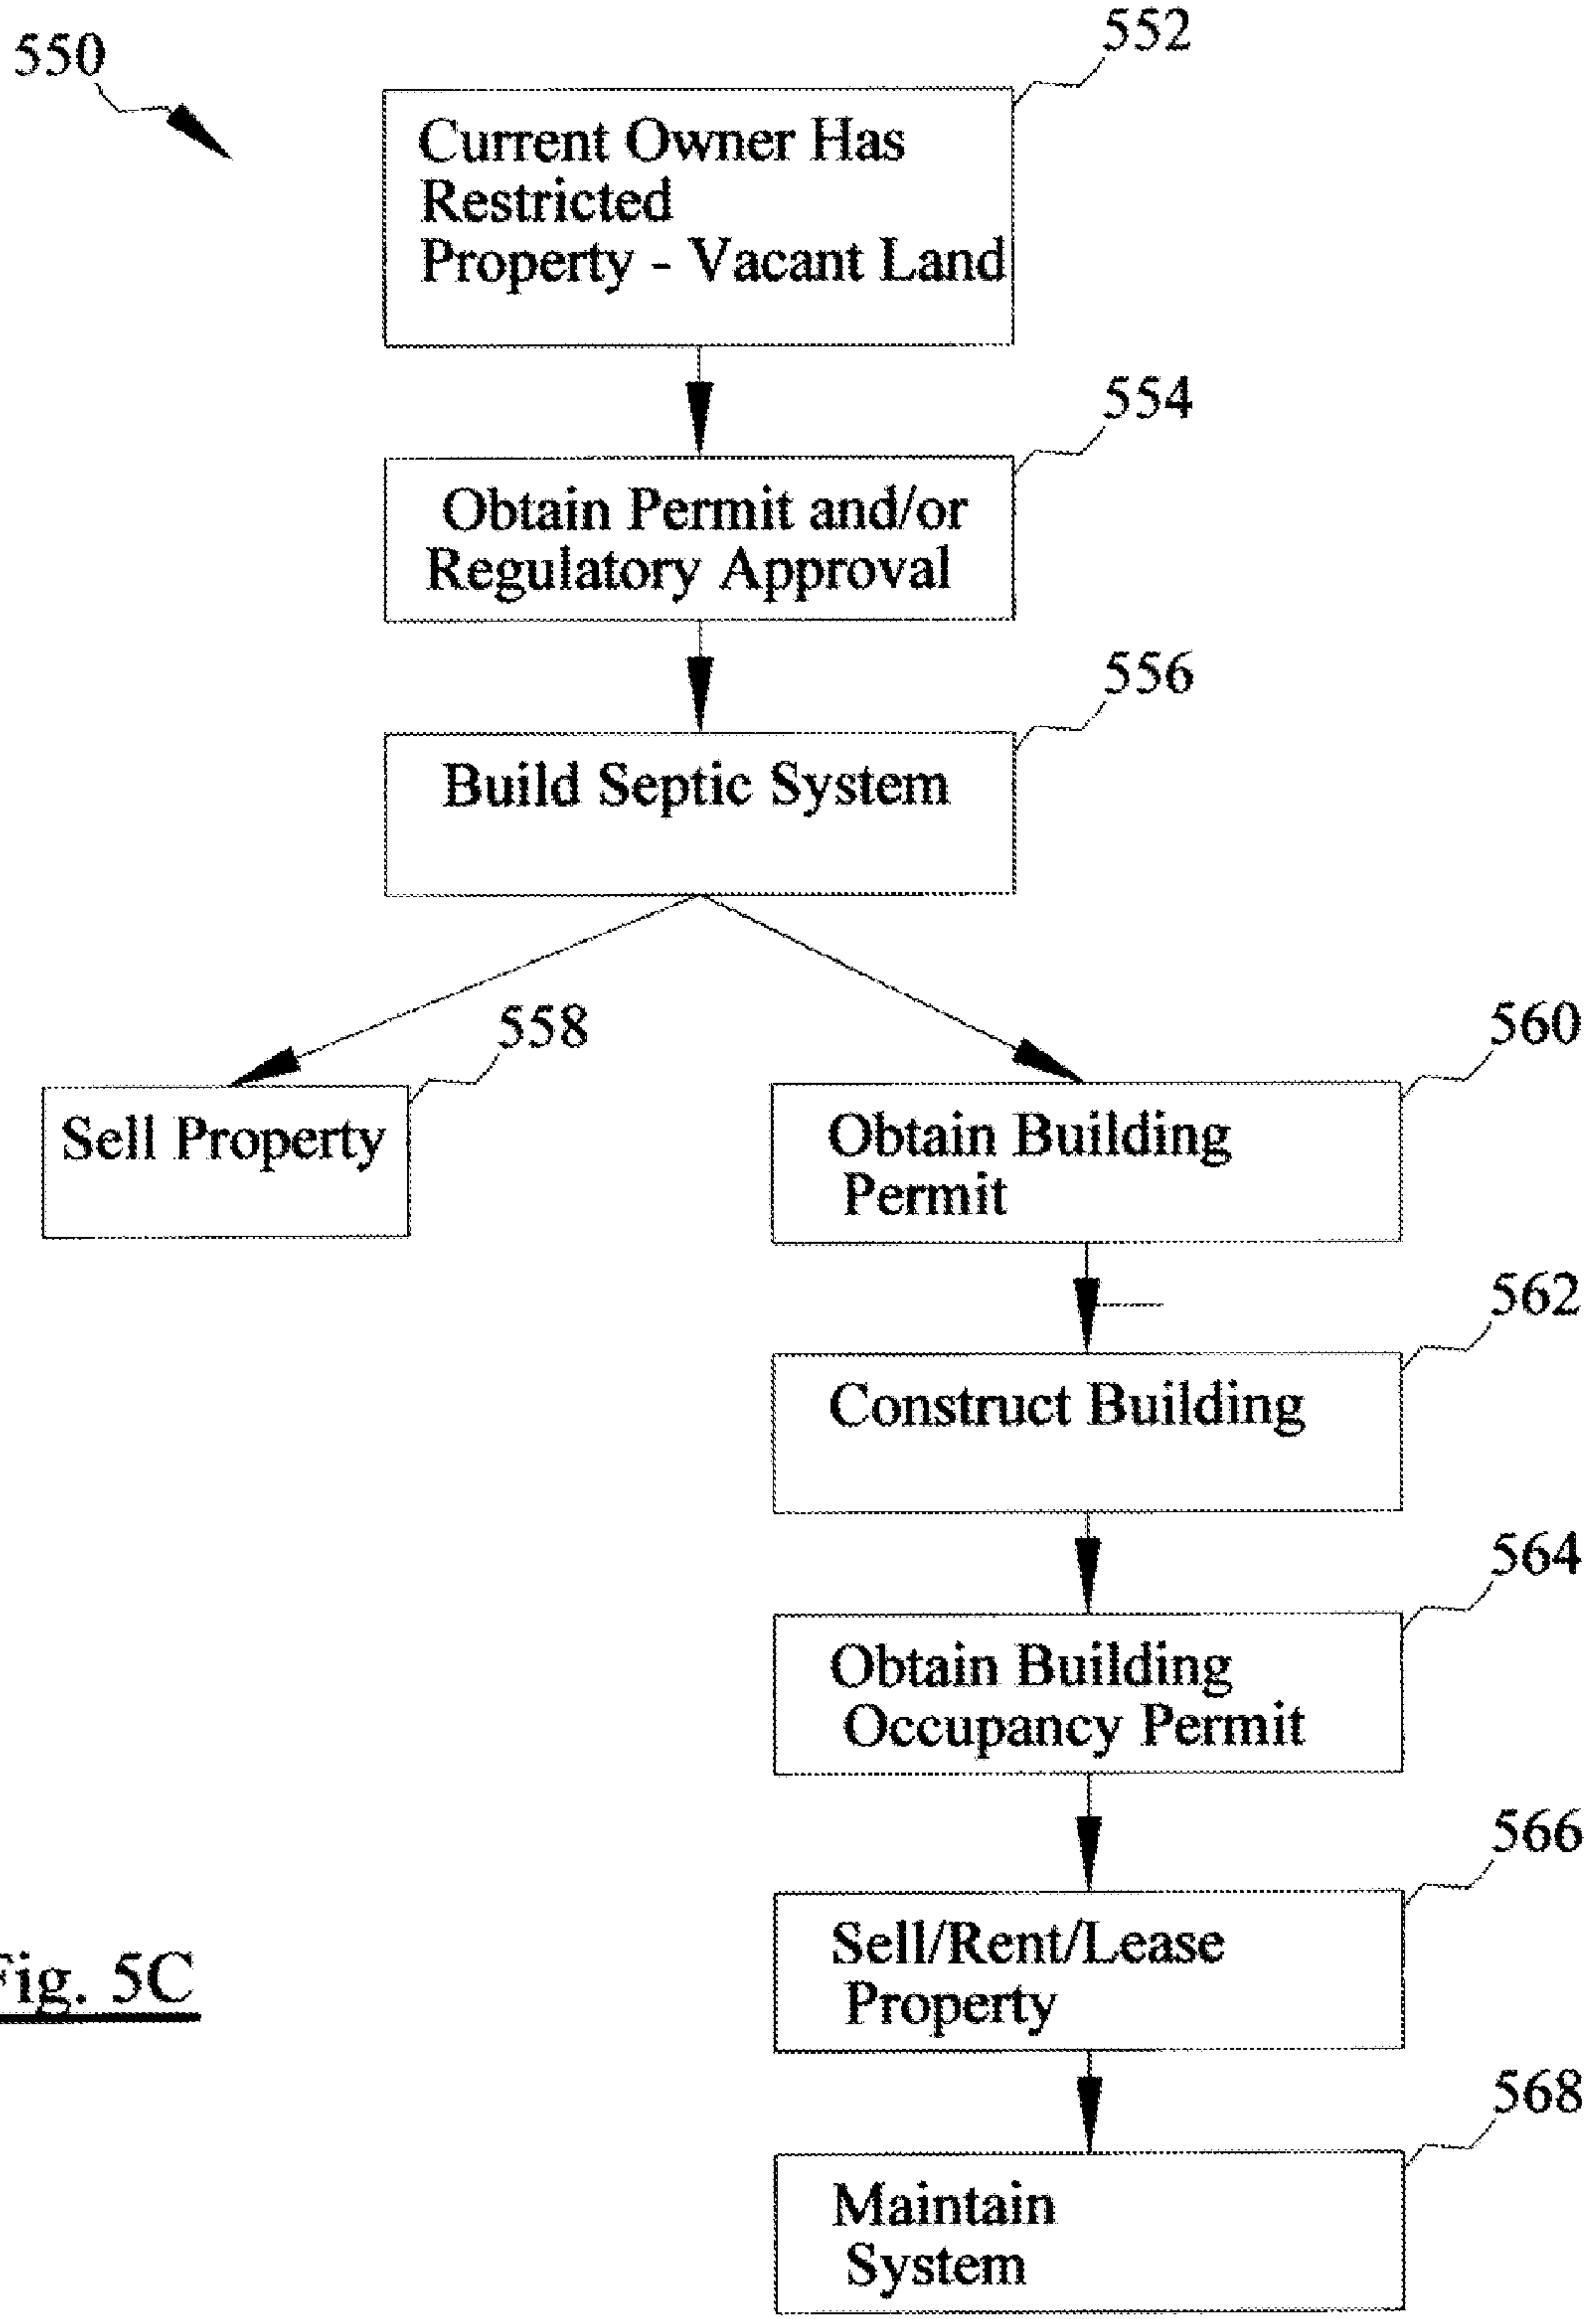 550
552
Current Owner Has
Restricted
Property - Vacant Land
554
Obtain Permit and/or
Regulatory Approval
556
Build Septic System
558
Sell Property
560
Obtain Building
Permit
562
Construct Building
564
Obtain Building
Occupancy Permit
566
Sell/Rent/Lease
Property
568
Maintain
System
Fig. 5C